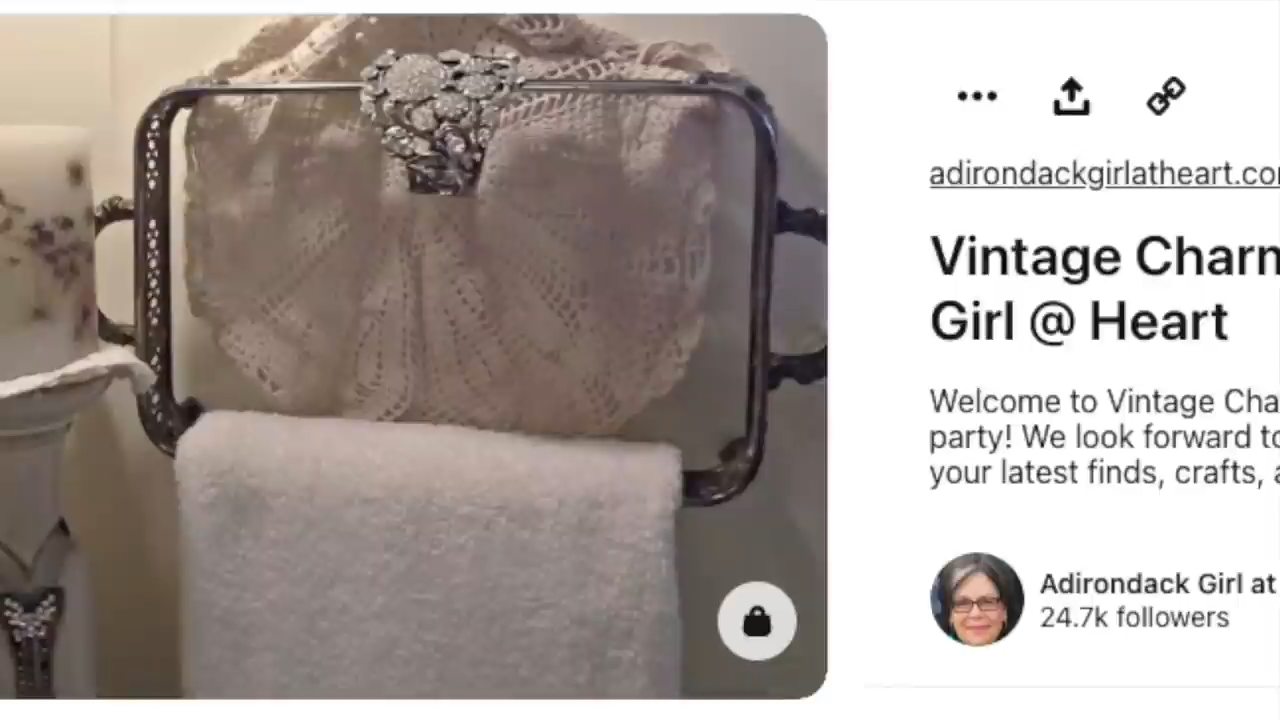 adirondackgirlatheart.co
Vintage Charm
Girl @ Heart
Welcome to Vintage Cha
party! We look forward to
your latest finds, crafts, a
Adirondack Girl at
24.7k followers